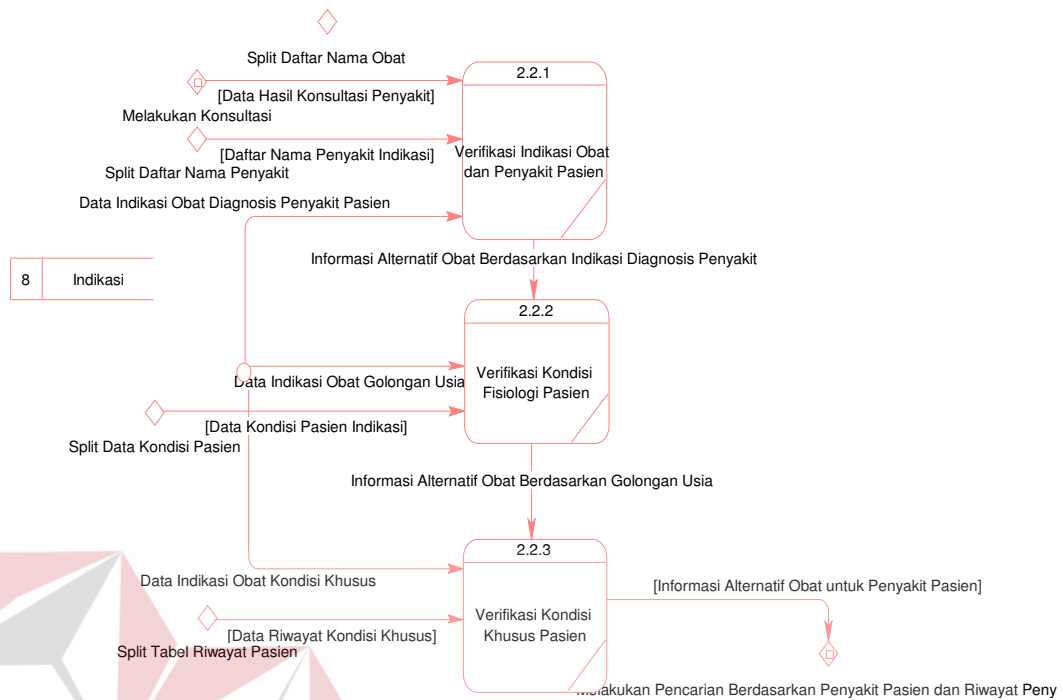 Split Daftar Nama Obat
2.2.1
[Data Hasil Konsultasi Penyakit]
Melakukan Konsultasi
[Daftar Nama Penyakit Indikasi]
Split Daftar Nama Penyakit
Verifikasi Indikasi Obat
dan Penyakit Pasien
Data Indikasi Obat Diagnosis Penyakit Pasien
Informasi Alternatif Obat Berdasarkan Indikasi Diagnosis Penyakit
8 Indikasi
2.2.2
Verifikasi Kondisi
Fisiologi Pasien
Data Indikasi Obat Golongan Usia
[Data Kondisi Pasien Indikasi]
Split Data Kondisi Pasien
Informasi Alternatif Obat Berdasarkan Golongan Usia
2.2.3
Data Indikasi Obat Kondisi Khusus
[Informasi Alternatif Obat untuk Penyakit Pasien]
Verifikasi Kondisi
Khusus Pasien
[Data Riwayat Kondisi Khusus]
Split Tabel Riwayat Pasien
Melakukan Pencarian Berdasarkan Penyakit Pasien dan Riwayat Peny